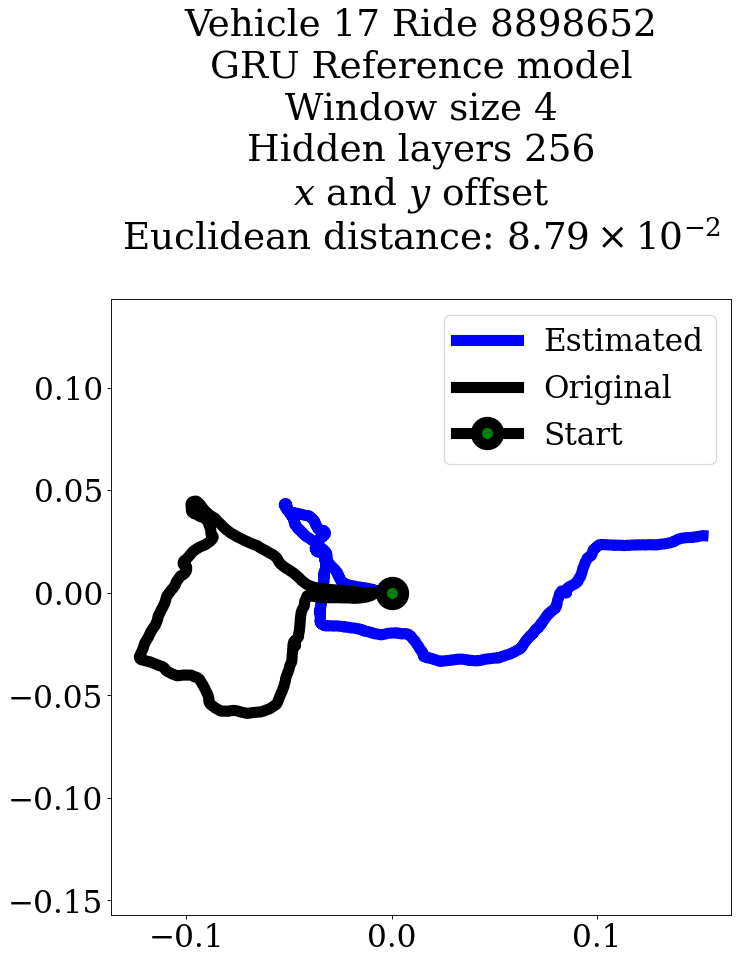 Vehicle 17 Ride 8898652
GRU Reference model
Window size 4
Hidden layers 256
x and y offset
Euclidean distance: 8.79 × 10⁻²
Estimated
Original
Start
0.10
0.05
0.00
−0.05
−0.10
−0.15
−0.1
0.0
0.1